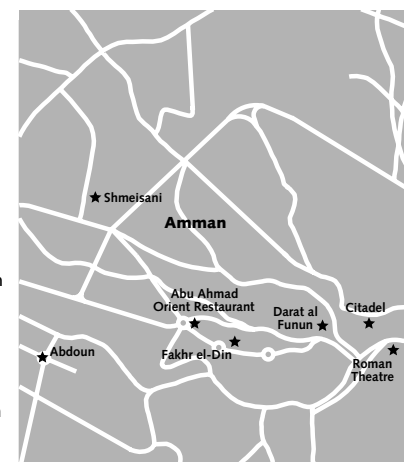 Shmeisani
Amman
Abu Ahmad
Orient Restaurant
Darat al
Funun
Citadel
Abdoun
Fakhr el-Din
Roman
Theatre